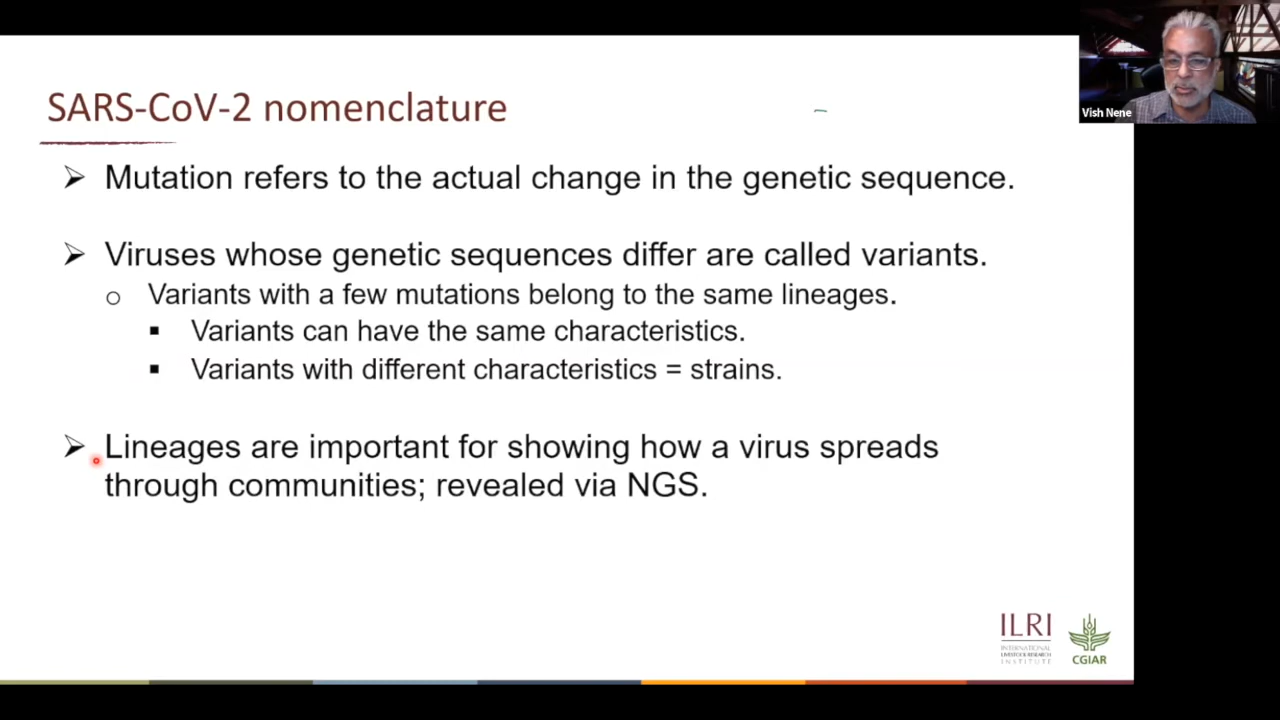 SARS-CoV-2 nomenclature
Vish Nene
➢ Mutation refers to the actual change in the genetic sequence.
➢ Viruses whose genetic sequences differ are called variants.
o Variants with a few mutations belong to the same lineages.
▪ Variants can have the same characteristics.
▪ Variants with different characteristics = strains.
➢ Lineages are important for showing how a virus spreads
through communities; revealed via NGS.
ILRI
INTERNATIONAL
LIVESTOCK RESEARCH
INSTITUTE
CGIAR